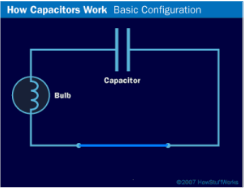 How Capacitors Work Basic Configuration
Capacitor
Bulb
©2007 HowStuffWorks